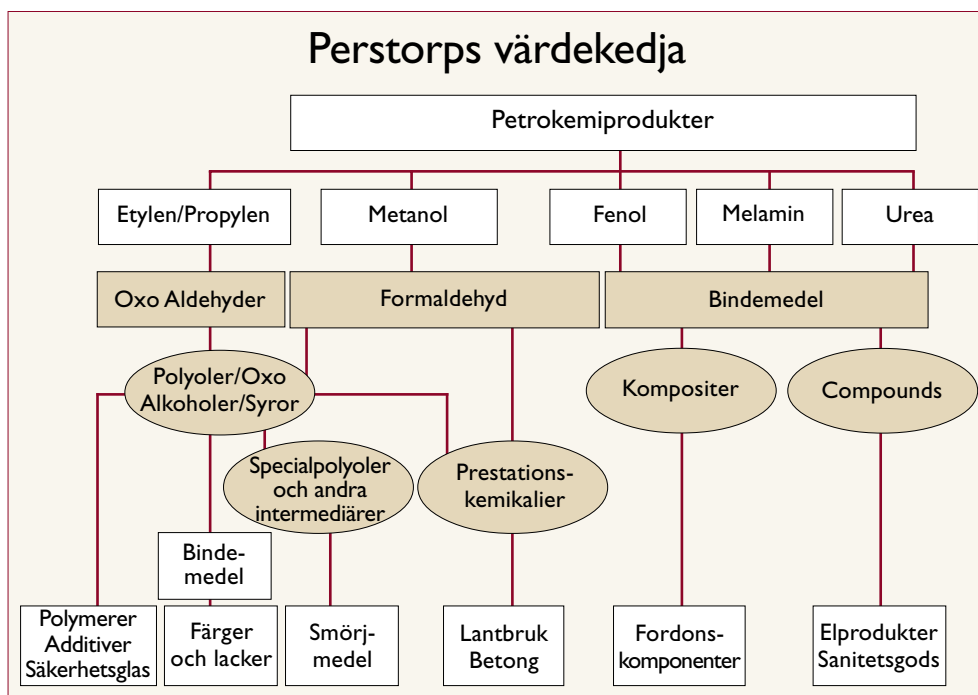 Perstorps värdekedja
Petrokemiprodukter
Etylen/Propylen
Metanol
Fenol
Melamin
Urea
Oxo Aldehyder
Formaldehyd
Bindemedel
Polyoler/Oxo
Alkoholer/Syror
Kompositer
Compounds
Specialpolyoler
och andra
intermediärer
Prestations-
kemikalier
Binde-
medel
Polymerer
Additiver
Säkerhetsglas
Färger
och lacker
Smörj-
medel
Lantbruk
Betong
Fordons-
komponenter
Elprodukter
Sanitetsgods